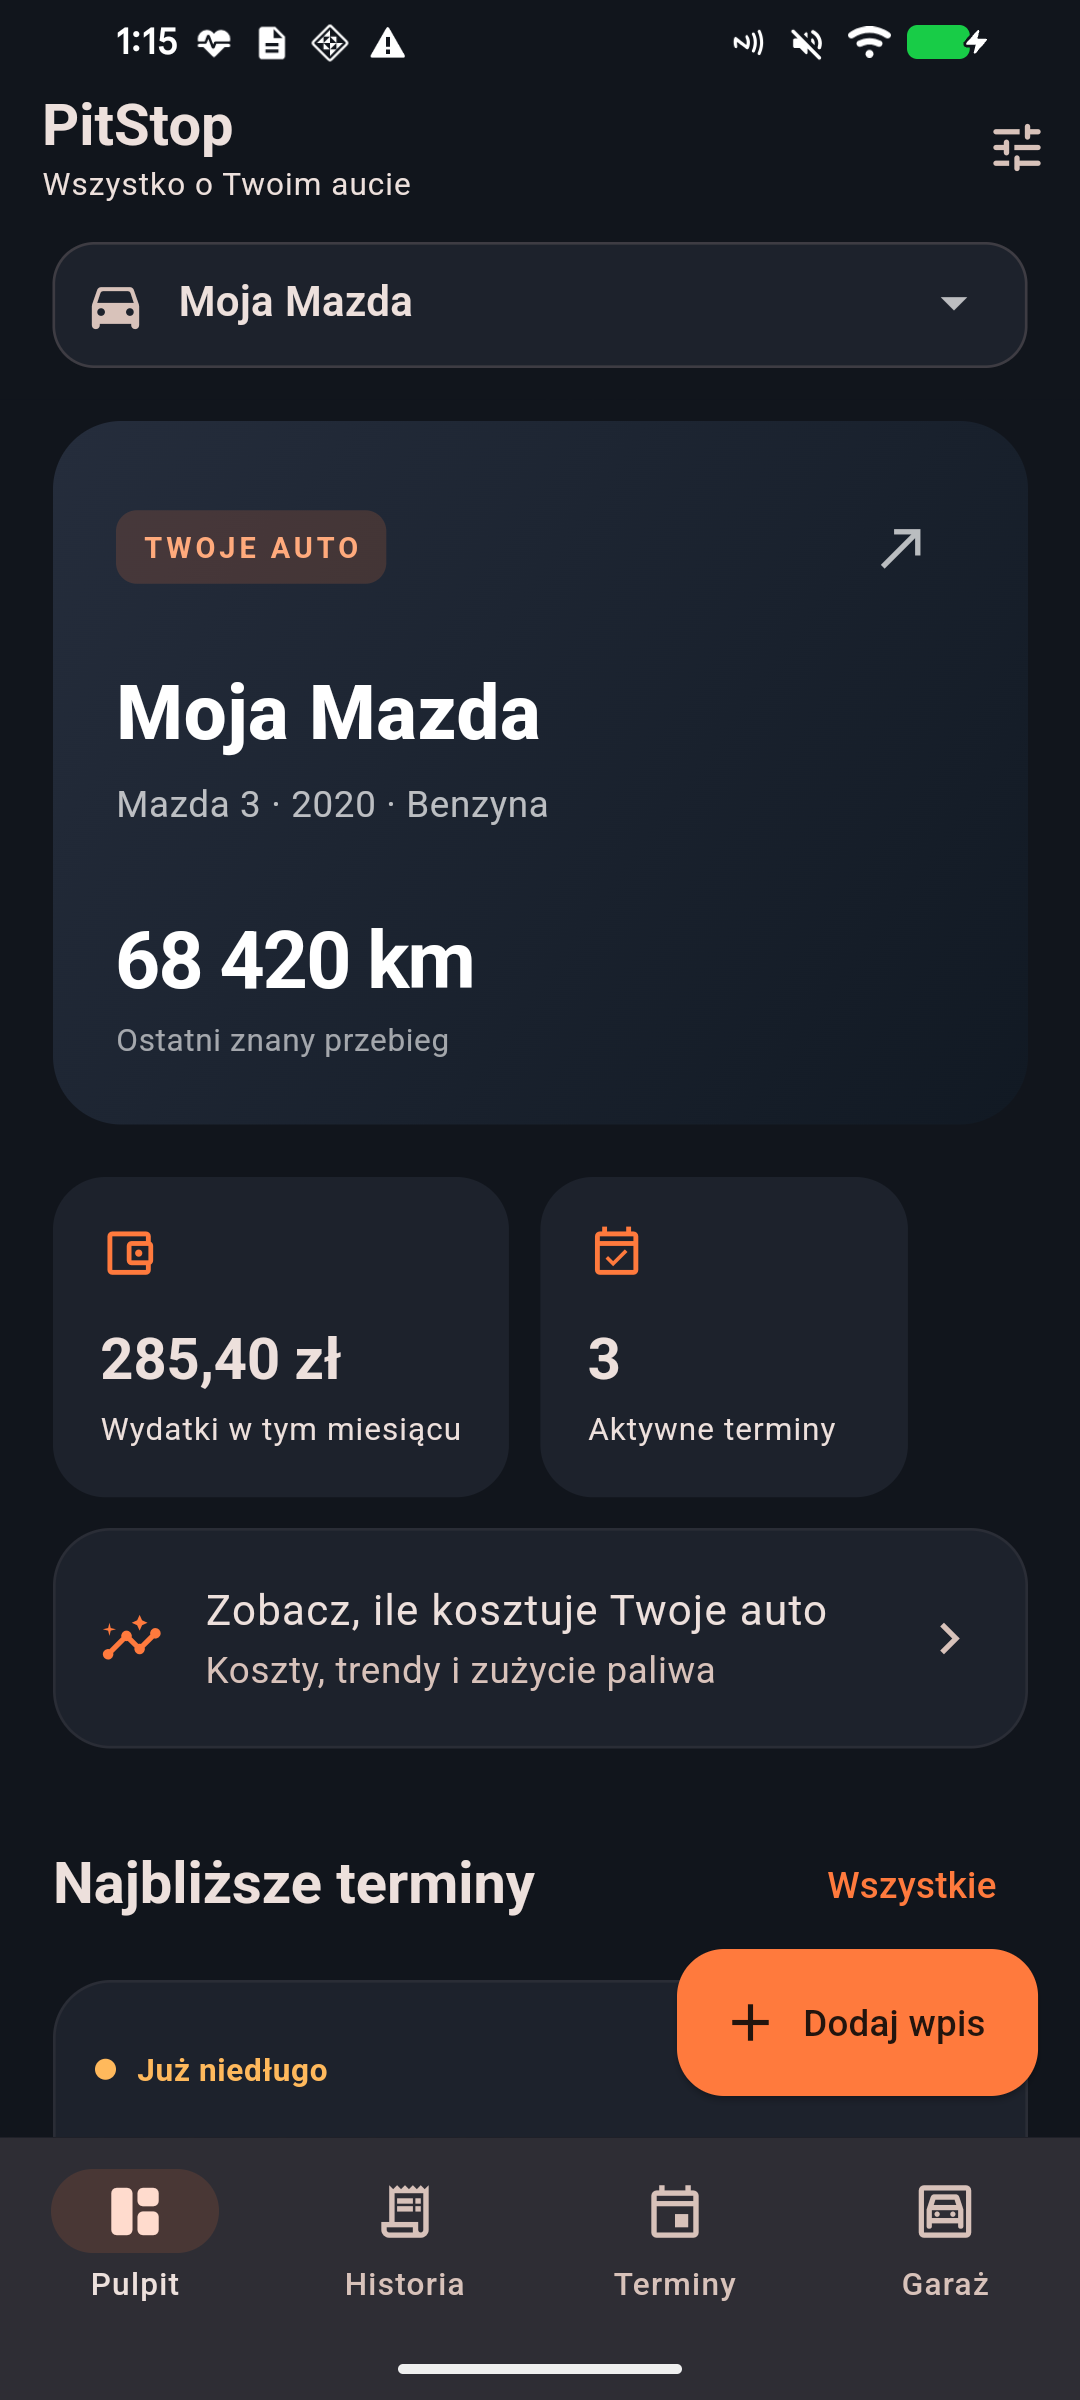 1:15
PitStop
Wszystko o Twoim aucie
Moja Mazda
TWOJE AUTO
Moja Mazda
Mazda 3 · 2020 · Benzyna
68 420 km
Ostatni znany przebieg
285,40 zł
Wydatki w tym miesiącu
3
Aktywne terminy
Zobacz, ile kosztuje Twoje auto
Koszty, trendy i zużycie paliwa
Najbliższe terminy
Wszystkie
Dodaj wpis
Już niedługo
Pulpit
Historia
Terminy
Garaż